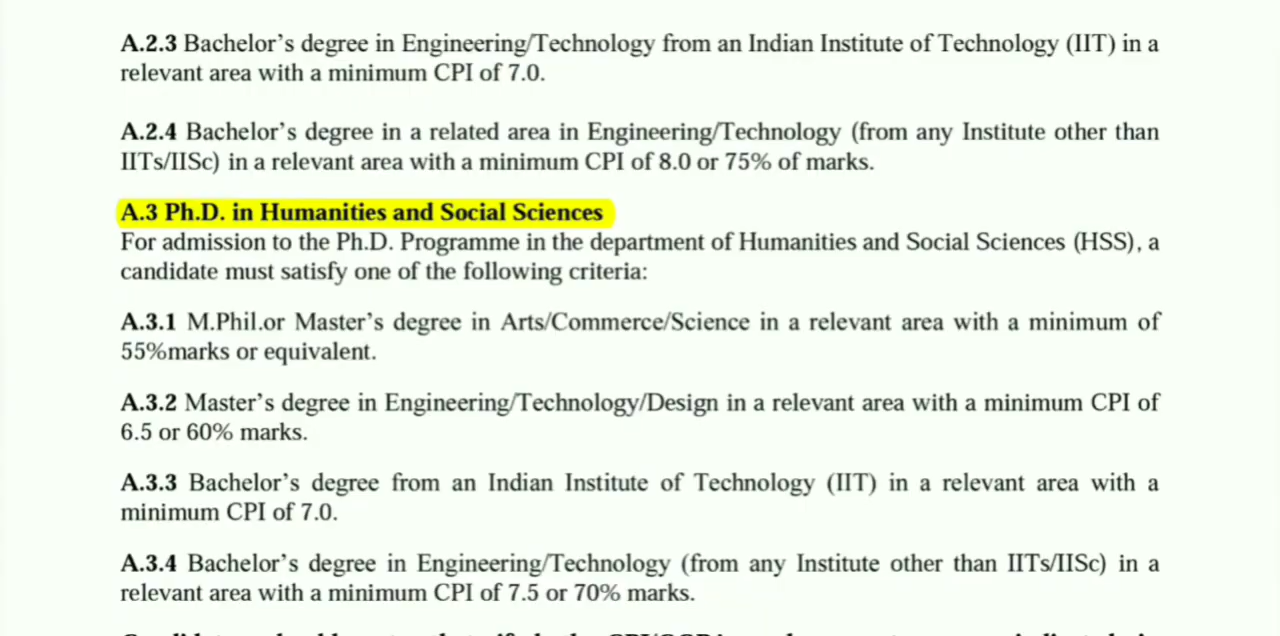 A.2.3 Bachelor’s degree in Engineering/Technology from an Indian Institute of Technology (IIT) in a
relevant area with a minimum CPI of 7.0.
A.2.4 Bachelor’s degree in a related area in Engineering/Technology (from any Institute other than
IITs/IISc) in a relevant area with a minimum CPI of 8.0 or 75% of marks.
A.3 Ph.D. in Humanities and Social Sciences
For admission to the Ph.D. Programme in the department of Humanities and Social Sciences (HSS), a
candidate must satisfy one of the following criteria:
A.3.1 M.Phil.or Master’s degree in Arts/Commerce/Science in a relevant area with a minimum of
55%marks or equivalent.
A.3.2 Master’s degree in Engineering/Technology/Design in a relevant area with a minimum CPI of
6.5 or 60% marks.
A.3.3 Bachelor’s degree from an Indian Institute of Technology (IIT) in a relevant area with a
minimum CPI of 7.0.
A.3.4 Bachelor’s degree in Engineering/Technology (from any Institute other than IITs/IISc) in a
relevant area with a minimum CPI of 7.5 or 70% marks.